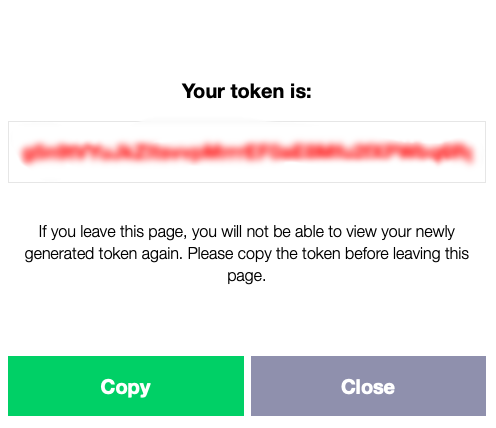 Your token is:
If you leave this page, you will not be able to view your newly
generated token again. Please copy the token before leaving this
page.
Copy
Close